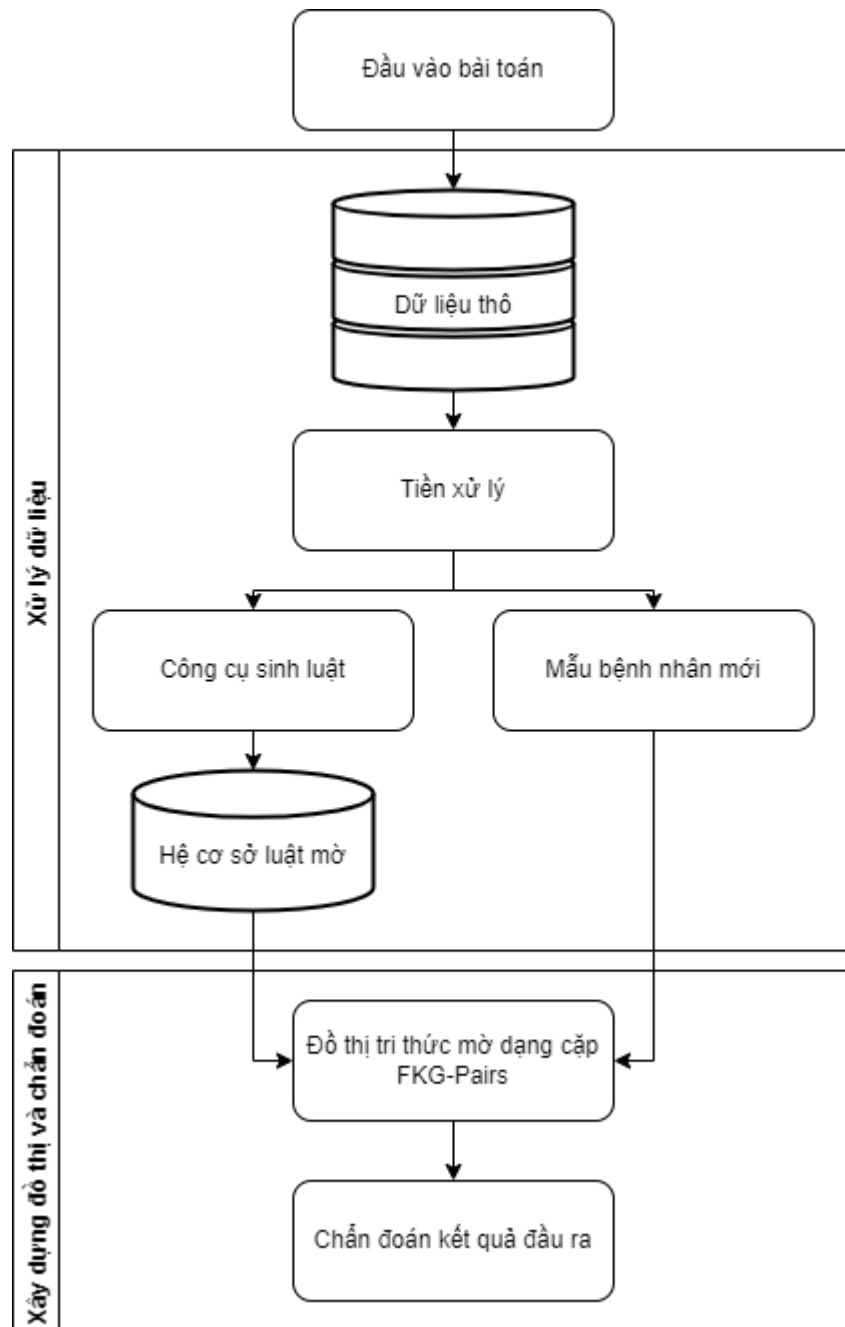 Đầu vào bài toán
Xử lý dữ liệu
Dữ liệu thô
Tiền xử lý
Công cụ sinh luật
Mẫu bệnh nhân mới
Hệ cơ sở luật mờ
Xây dựng đồ thị và chẩn đoán
Đồ thị tri thức mờ dạng cặp
FKG-Pairs
Chẩn đoán kết quả đầu ra